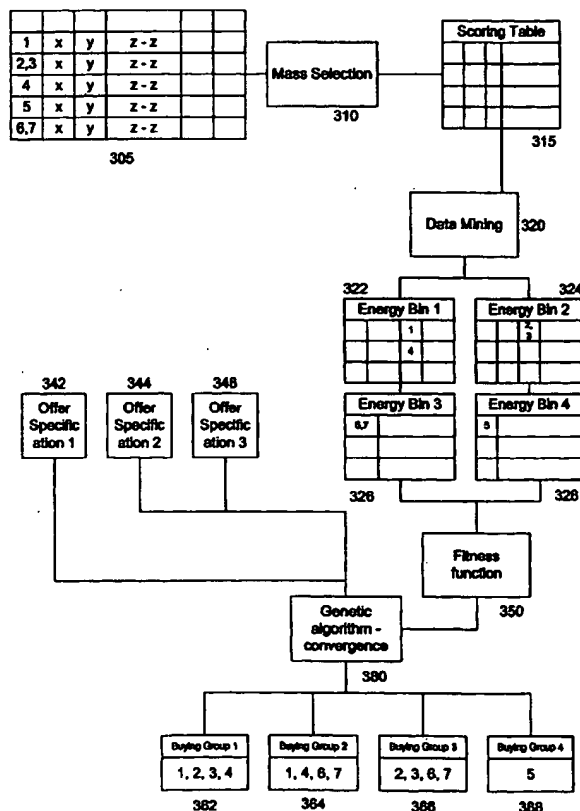 1 x y z - z
2,3 x y z - z
4 x y z - z
5 x y z - z
6,7 x y z - z
305
Mass Selection
310
Scoring Table
315
Data Mining
320
322
Energy Bin 1
1
4
324
Energy Bin 2
2,
3
Energy Bin 3
6,7
326
Energy Bin 4
5
328
342
Offer
Specific
ation 1
344
Offer
Specific
ation 2
348
Offer
Specific
ation 3
Fitness
function
350
Genetic
algorithm -
convergence
380
Buying Group 1
1, 2, 3, 4
382
Buying Group 2
1, 4, 6, 7
364
Buying Group 3
2, 3, 6, 7
366
Buying Group 4
5
368